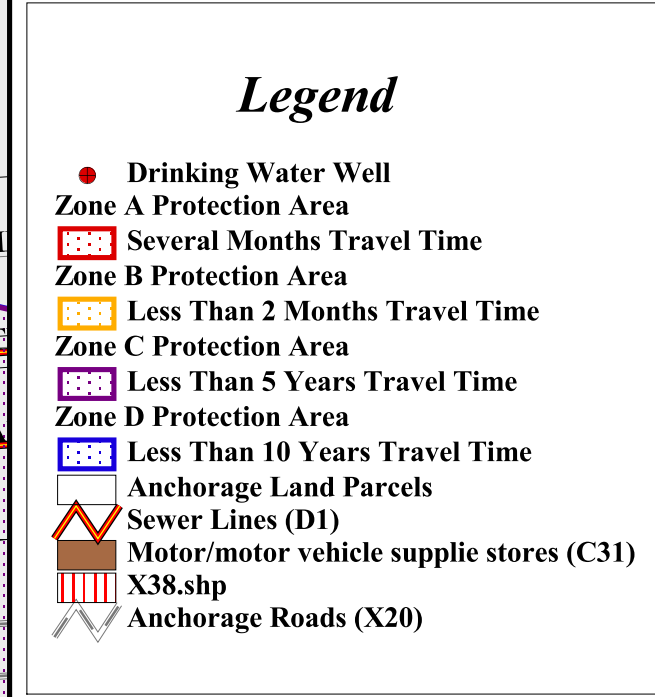 Legend
Drinking Water Well
Zone A Protection Area
Several Months Travel Time
Zone B Protection Area
Less Than 2 Months Travel Time
Zone C Protection Area
Less Than 5 Years Travel Time
Zone D Protection Area
Less Than 10 Years Travel Time
Anchorage Land Parcels
Sewer Lines (D1)
Motor/motor vehicle supplie stores (C31)
X38.shp
Anchorage Roads (X20)